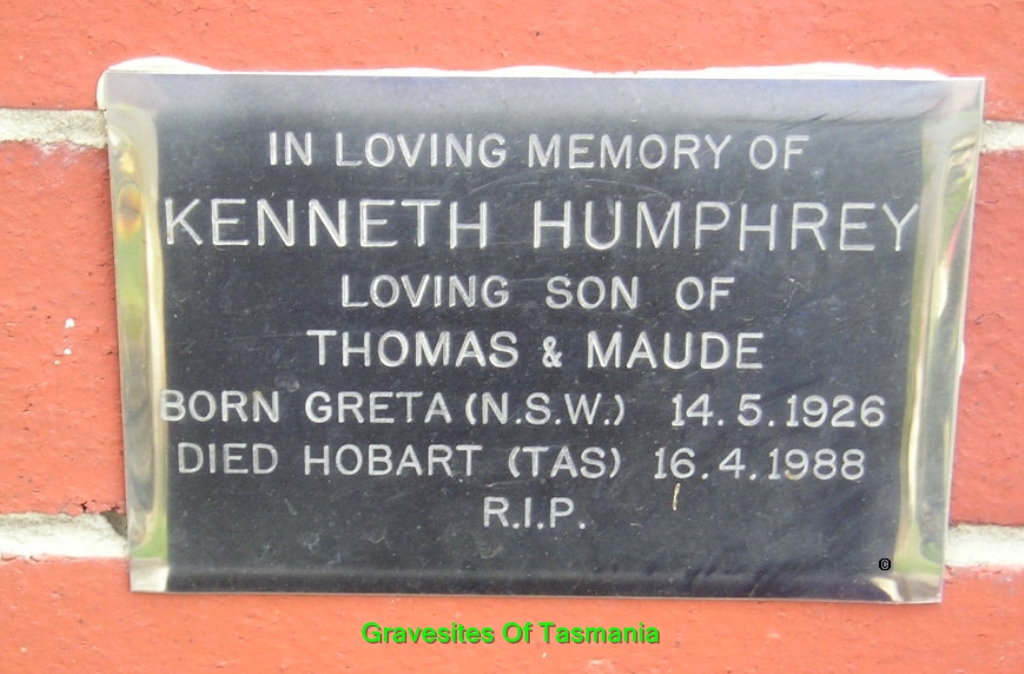 IN LOVING MEMORY OF
KENNETH HUMPHREY
LOVING SON OF
THOMAS & MAUDE
BORN GRETA (N.S.W.) 14.5.1926
DIED HOBART (TAS) 16.4.1988
R.I.P.
©
Gravesites Of Tasmania